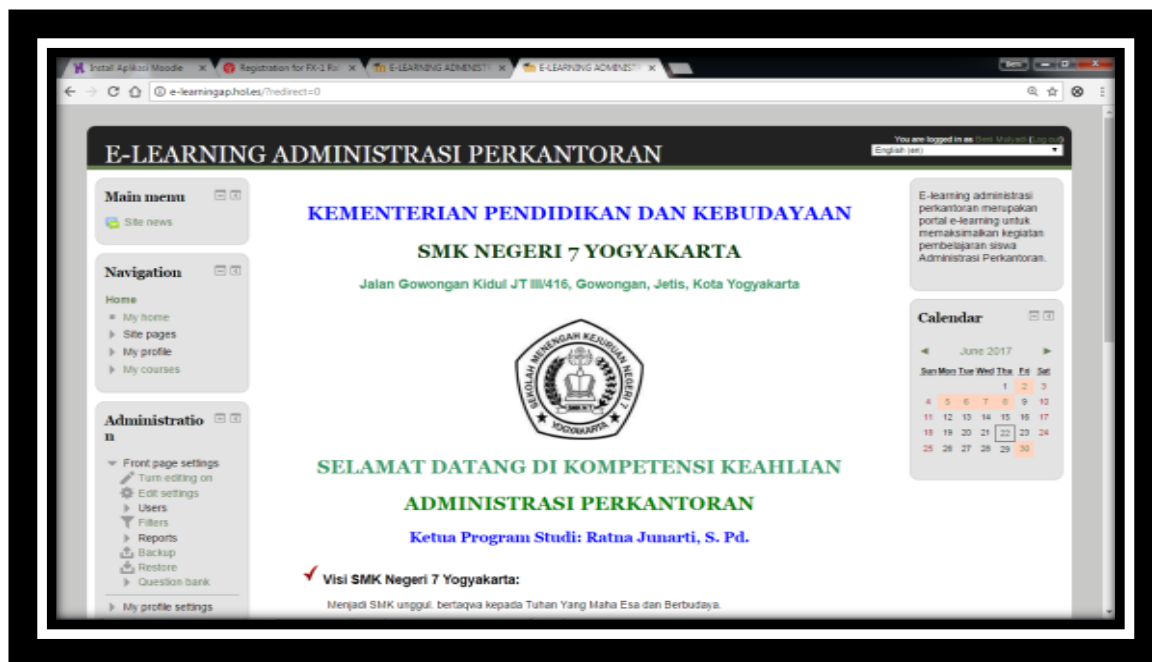 Install Aplikasi Moodle
Registration for FX-1 Ral
E-LEARNING ADMINIST
E-LEARNING ADMINIST
Beni
e-learningap.hol.es/?redirect=0
E-LEARNING ADMINISTRASI PERKANTORAN
You are logged in as Beni Mulyadi (Log out)
English (en)
Main menu
Site news
Navigation
Home
My home
Site pages
My profile
My courses
Administratio
n
Front page settings
Turn editing on
Edit settings
Users
Filters
Reports
Backup
Restore
Question bank
My profile settings
KEMENTERIAN PENDIDIKAN DAN KEBUDAYAAN
SMK NEGERI 7 YOGYAKARTA
Jalan Gowongan Kidul JT III/416, Gowongan, Jetis, Kota Yogyakarta
SEKOLAH MENENGAH KEJURUAN NEGERI 7
SMK N 7
YOGYAKARTA
SELAMAT DATANG DI KOMPETENSI KEAHLIAN
ADMINISTRASI PERKANTORAN
Ketua Program Studi: Ratna Junarti, S. Pd.
Visi SMK Negeri 7 Yogyakarta:
Menjadi SMK unggul, bertaqwa kepada Tuhan Yang Maha Esa dan Berbudaya.
E-learning administrasi
perkantoran merupakan
portal e-learning untuk
memaksimalkan kegiatan
pembelajaran siswa
Administrasi Perkantoran.
Calendar
June 2017
Sun Mon Tue Wed Thu Fri Sat
1 2 3
4 5 6 7 8 9 10
11 12 13 14 15 16 17
18 19 20 21 22 23 24
25 26 27 28 29 30